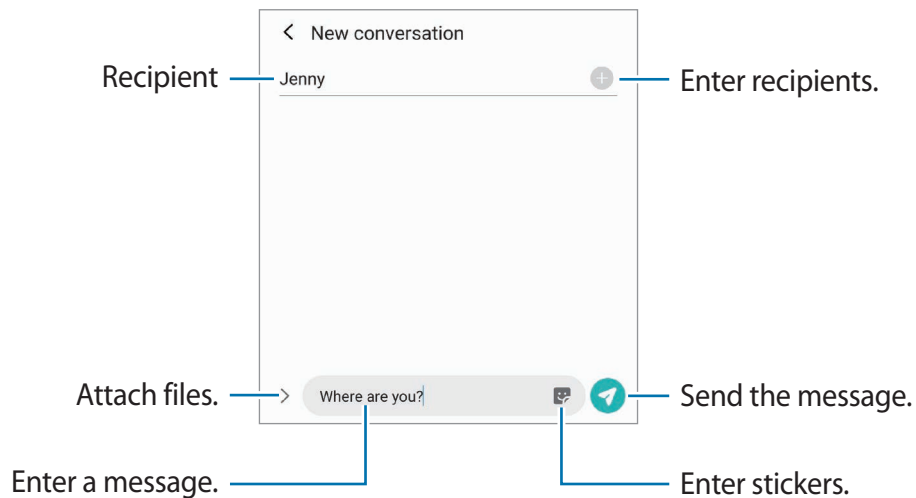 New conversation
Recipient
Jenny
Enter recipients.
Attach files.
Where are you?
Send the message.
Enter a message.
Enter stickers.